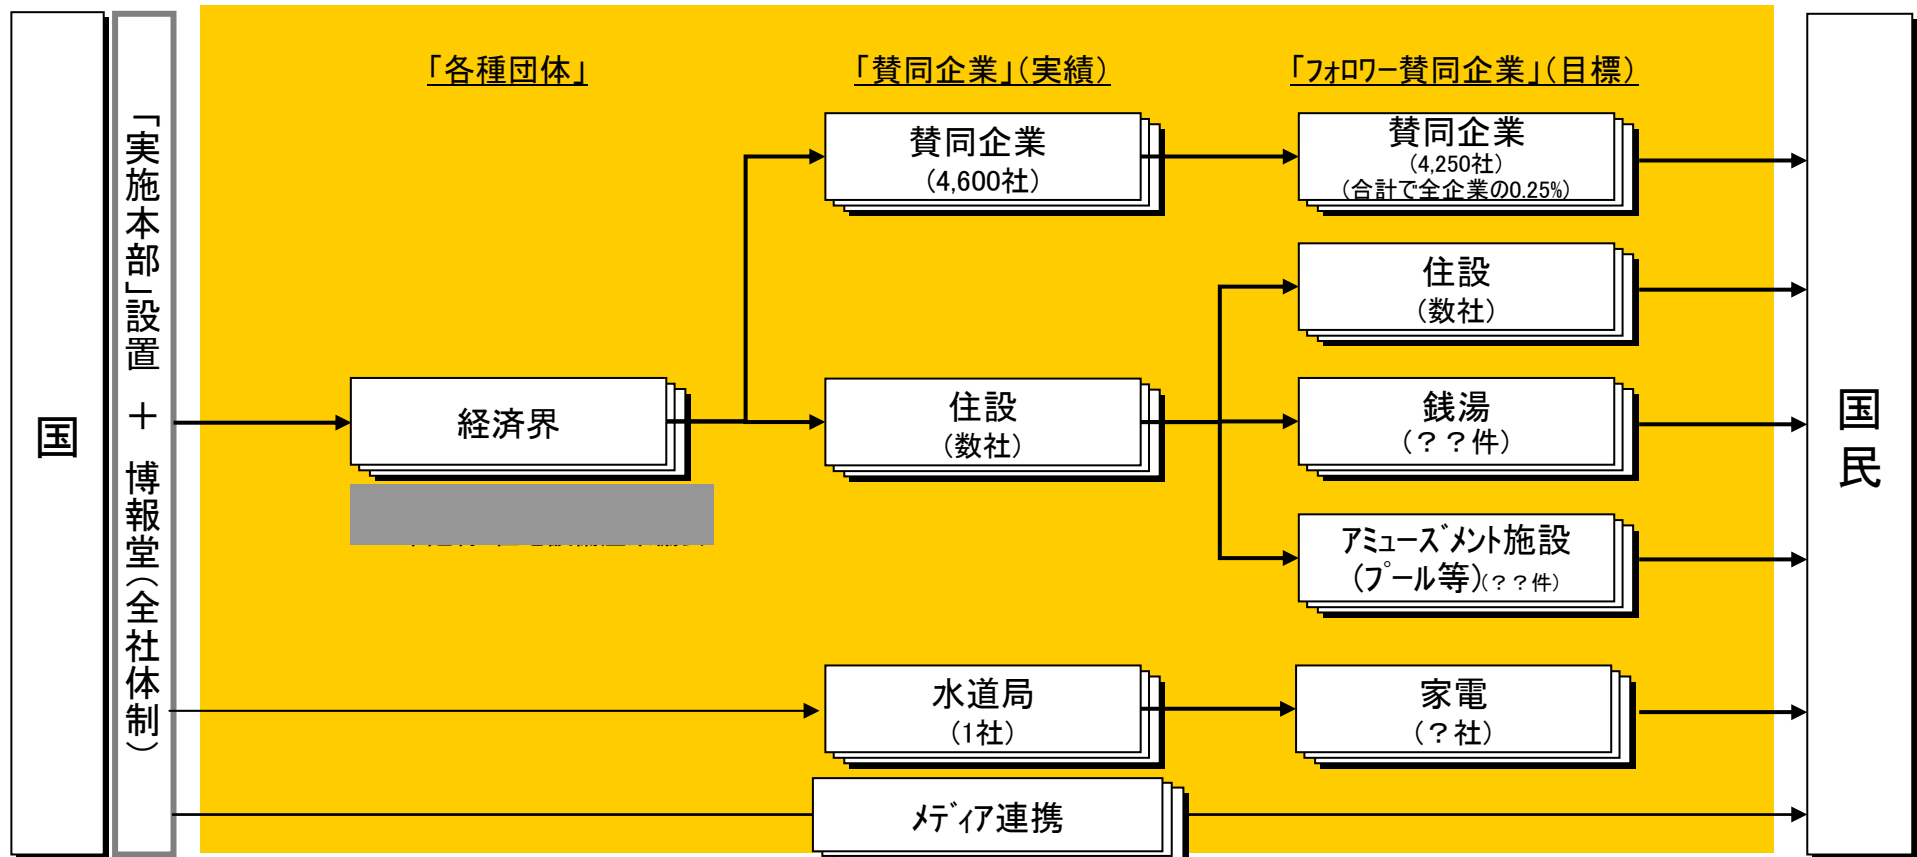 国
「実施本部」設置 ＋ 博報堂（全社体制）
「各種団体」
「賛同企業」（実績）
「フォロワー賛同企業」（目標）
経済界
賛同企業
（4,600社）
住設
（数社）
水道局
（1社）
メディア連携
賛同企業
（4,250社）
（合計で全企業の0.25%）
住設
（数社）
銭湯
（？？件）
アミューズメント施設
（プール等）（？？件）
家電
（？社）
国民